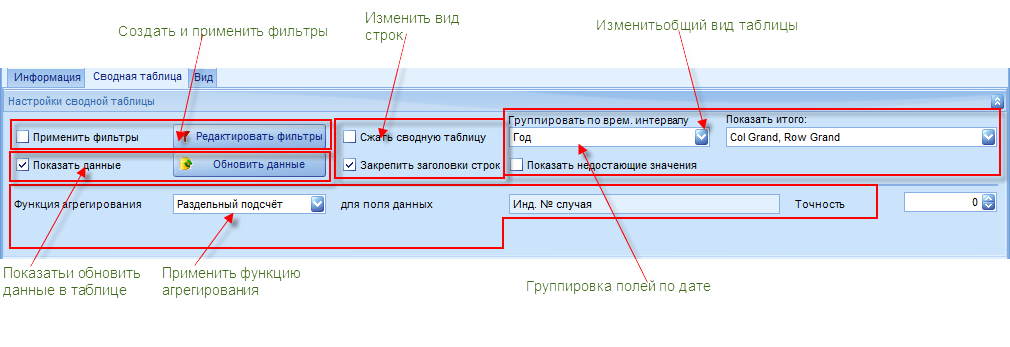 Изменить вид
строк
Изменитьобщий вид таблицы
Создать и применить фильтры
Информация Сводная таблица Вид
Настройки сводной таблицы
Применить фильтры Редактировать фильтры Сжать сводную таблицу
Группировать по врем. интервалу Показать итого:
Год Col Grand, Row Grand
Показать данные Обновить данные Закрепить заголовки строк Показать недостающие значения
Функция агрегирования Раздельный подсчёт для поля данных Инд. № случая Точность 0
Показатьи обновить
данные в таблице
Применить функцию
агрегирования
Группировка полей по дате